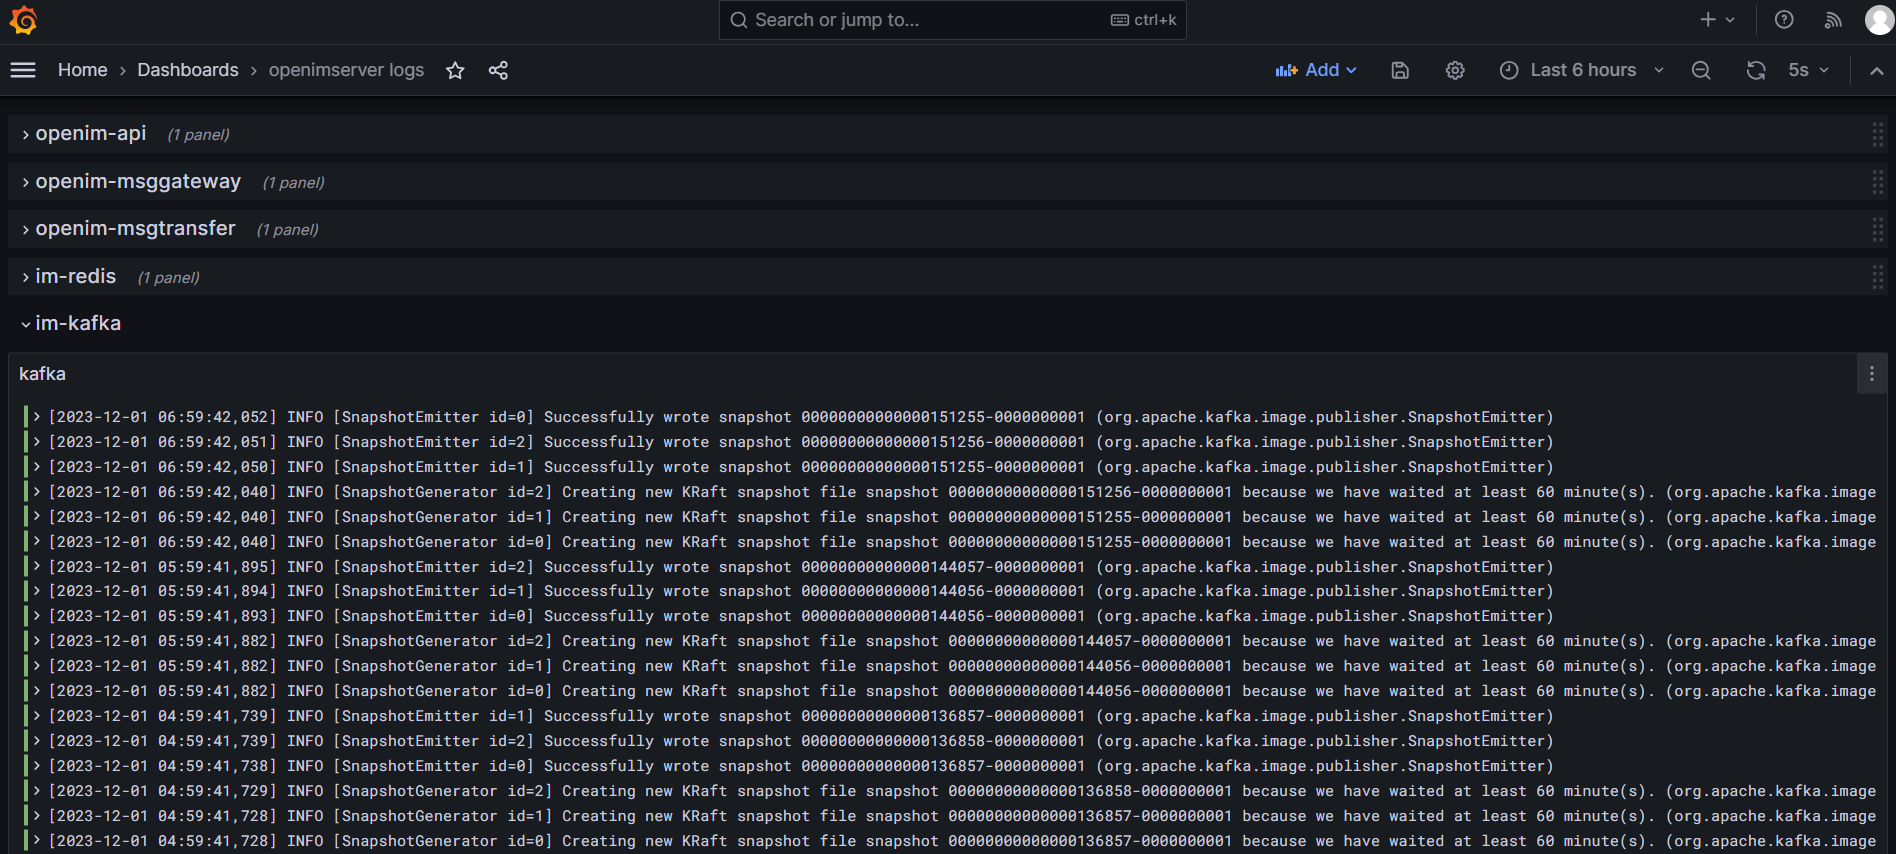 Search or jump to... ctrl+k
Home › Dashboards › openimserver logs Add Last 6 hours 5s
openim-api (1 panel)
openim-msggateway (1 panel)
openim-msgtransfer (1 panel)
im-redis (1 panel)
im-kafka
kafka
[2023-12-01 06:59:42,052] INFO [SnapshotEmitter id=0] Successfully wrote snapshot 00000000000000151255-0000000001 (org.apache.kafka.image.publisher.SnapshotEmitter)
[2023-12-01 06:59:42,051] INFO [SnapshotEmitter id=2] Successfully wrote snapshot 00000000000000151256-0000000001 (org.apache.kafka.image.publisher.SnapshotEmitter)
[2023-12-01 06:59:42,050] INFO [SnapshotEmitter id=1] Successfully wrote snapshot 00000000000000151255-0000000001 (org.apache.kafka.image.publisher.SnapshotEmitter)
[2023-12-01 06:59:42,040] INFO [SnapshotGenerator id=2] Creating new KRaft snapshot file snapshot 00000000000000151256-0000000001 because we have waited at least 60 minute(s). (org.apache.kafka.image
[2023-12-01 06:59:42,040] INFO [SnapshotGenerator id=1] Creating new KRaft snapshot file snapshot 00000000000000151255-0000000001 because we have waited at least 60 minute(s). (org.apache.kafka.image
[2023-12-01 06:59:42,040] INFO [SnapshotGenerator id=0] Creating new KRaft snapshot file snapshot 00000000000000151255-0000000001 because we have waited at least 60 minute(s). (org.apache.kafka.image
[2023-12-01 05:59:41,895] INFO [SnapshotEmitter id=2] Successfully wrote snapshot 00000000000000144057-0000000001 (org.apache.kafka.image.publisher.SnapshotEmitter)
[2023-12-01 05:59:41,894] INFO [SnapshotEmitter id=1] Successfully wrote snapshot 00000000000000144056-0000000001 (org.apache.kafka.image.publisher.SnapshotEmitter)
[2023-12-01 05:59:41,893] INFO [SnapshotEmitter id=0] Successfully wrote snapshot 00000000000000144056-0000000001 (org.apache.kafka.image.publisher.SnapshotEmitter)
[2023-12-01 05:59:41,882] INFO [SnapshotGenerator id=2] Creating new KRaft snapshot file snapshot 00000000000000144057-0000000001 because we have waited at least 60 minute(s). (org.apache.kafka.image
[2023-12-01 05:59:41,882] INFO [SnapshotGenerator id=1] Creating new KRaft snapshot file snapshot 00000000000000144056-0000000001 because we have waited at least 60 minute(s). (org.apache.kafka.image
[2023-12-01 05:59:41,882] INFO [SnapshotGenerator id=0] Creating new KRaft snapshot file snapshot 00000000000000144056-0000000001 because we have waited at least 60 minute(s). (org.apache.kafka.image
[2023-12-01 04:59:41,739] INFO [SnapshotEmitter id=1] Successfully wrote snapshot 00000000000000136857-0000000001 (org.apache.kafka.image.publisher.SnapshotEmitter)
[2023-12-01 04:59:41,739] INFO [SnapshotEmitter id=2] Successfully wrote snapshot 00000000000000136858-0000000001 (org.apache.kafka.image.publisher.SnapshotEmitter)
[2023-12-01 04:59:41,738] INFO [SnapshotEmitter id=0] Successfully wrote snapshot 00000000000000136857-0000000001 (org.apache.kafka.image.publisher.SnapshotEmitter)
[2023-12-01 04:59:41,729] INFO [SnapshotGenerator id=2] Creating new KRaft snapshot file snapshot 00000000000000136858-0000000001 because we have waited at least 60 minute(s). (org.apache.kafka.image
[2023-12-01 04:59:41,728] INFO [SnapshotGenerator id=1] Creating new KRaft snapshot file snapshot 00000000000000136857-0000000001 because we have waited at least 60 minute(s). (org.apache.kafka.image
[2023-12-01 04:59:41,728] INFO [SnapshotGenerator id=0] Creating new KRaft snapshot file snapshot 00000000000000136857-0000000001 because we have waited at least 60 minute(s). (org.apache.kafka.image